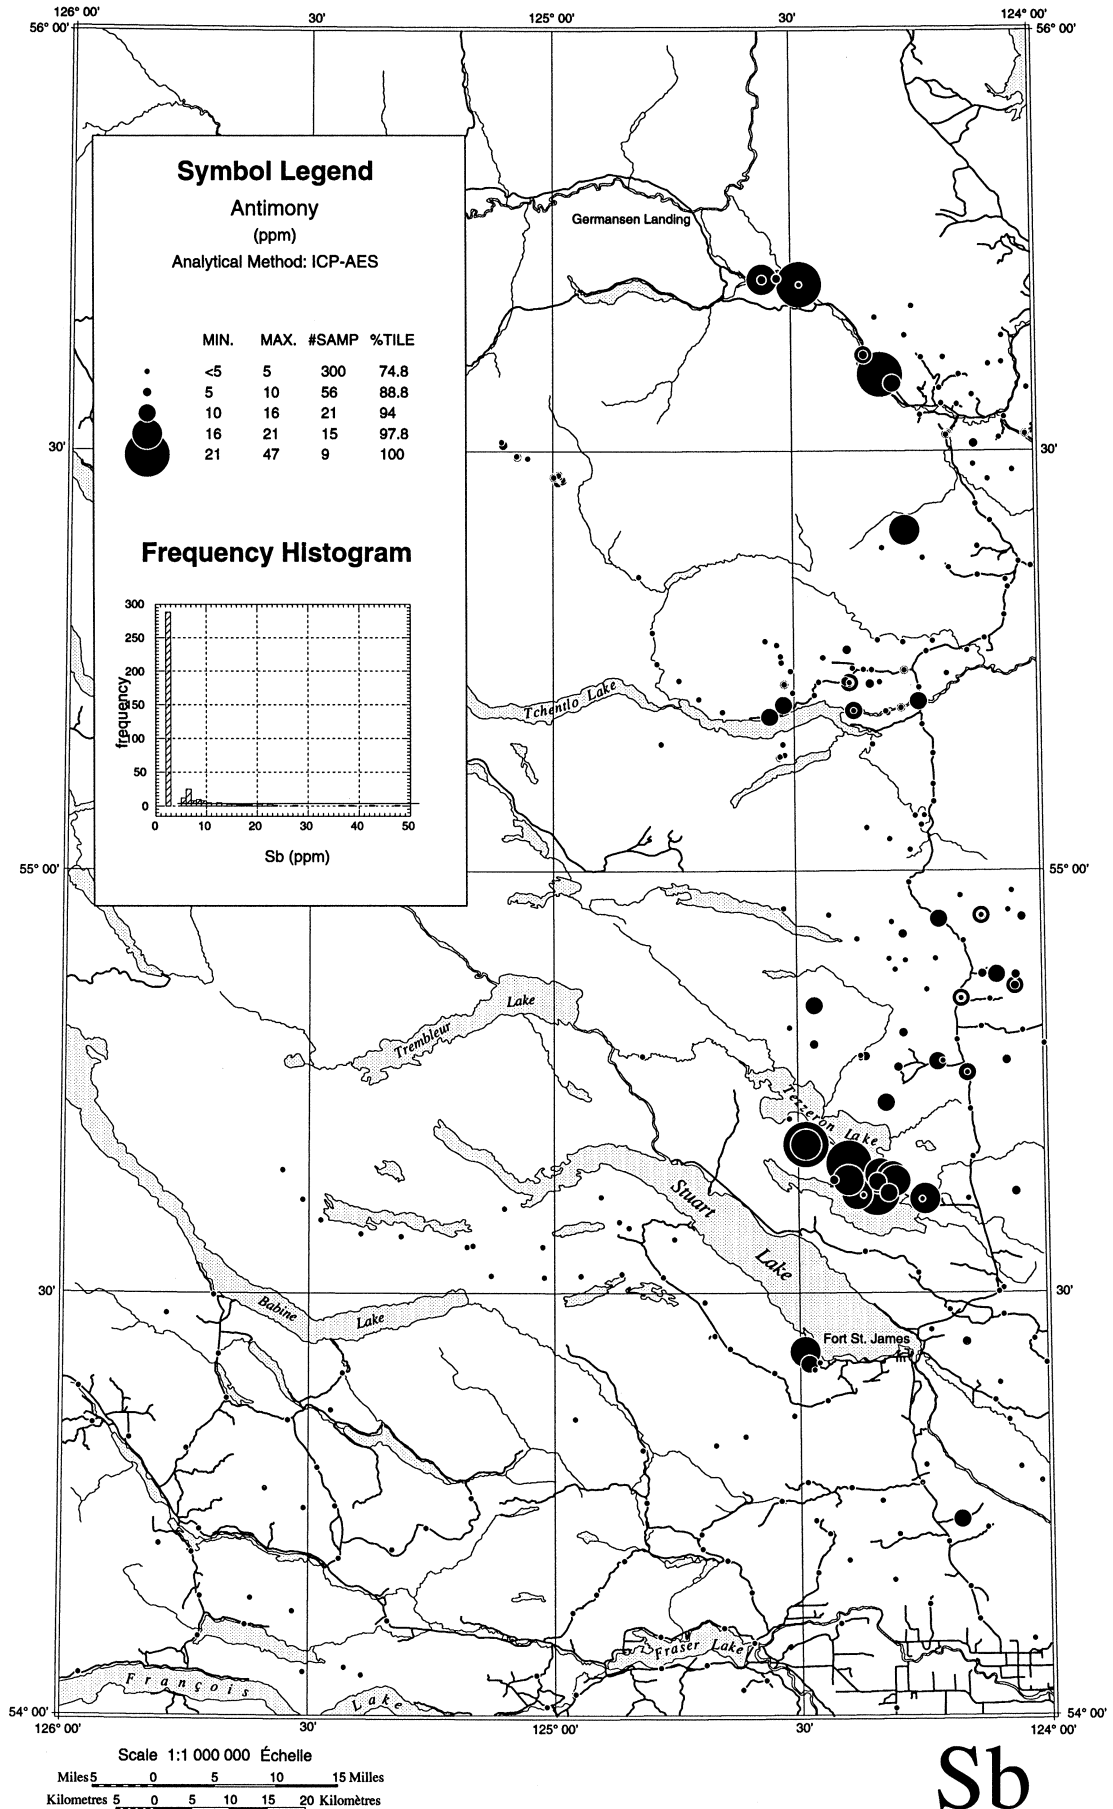 126° 00' 30' 125° 00' 30' 124° 00'
56° 00' 56° 00'
Symbol Legend
Antimony
(ppm)
Analytical Method: ICP-AES
MIN. MAX. #SAMP %TILE
<5 5 300 74.8
5 10 56 88.8
10 16 21 94
16 21 15 97.8
21 47 9 100
Germansen Landing
30' 30'
Frequency Histogram
300
250
200
150
100
50
0
frequency
0 10 20 30 40 50
Sb (ppm)
Tchentlo Lake
55° 00' 55° 00'
Trembleur Lake
Tezzeron Lake
Stuart Lake
30' 30'
Babine Lake
Fort St. James
Fraser Lake
François Lake
54° 00' 54° 00'
126° 00' 30' 125° 00' 30' 124° 00'
Scale 1:1 000 000 Échelle
Miles 5 0 5 10 15 Milles
Kilometres 5 0 5 10 15 20 Kilomètres
Sb